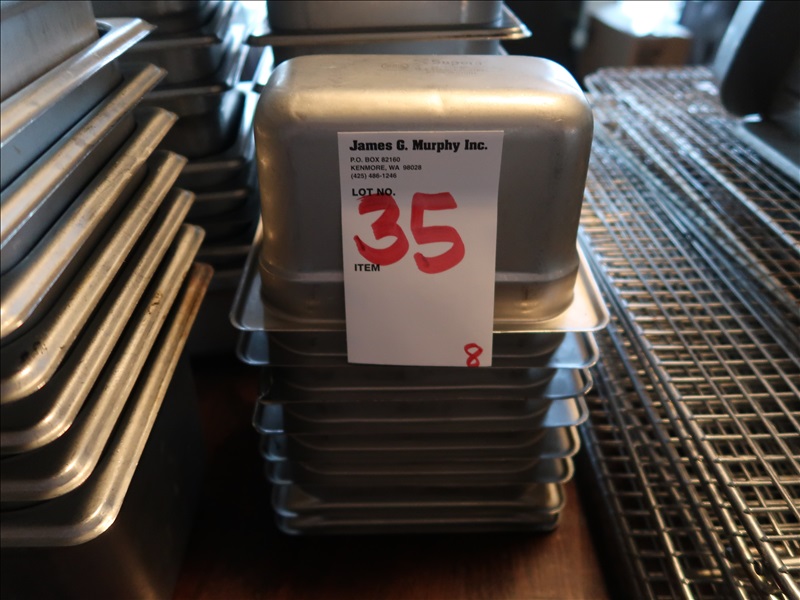 James G. Murphy Inc.
P.O. BOX 82160
KENMORE, WA 98028
(425) 486-1246
LOT NO.
35
ITEM
8